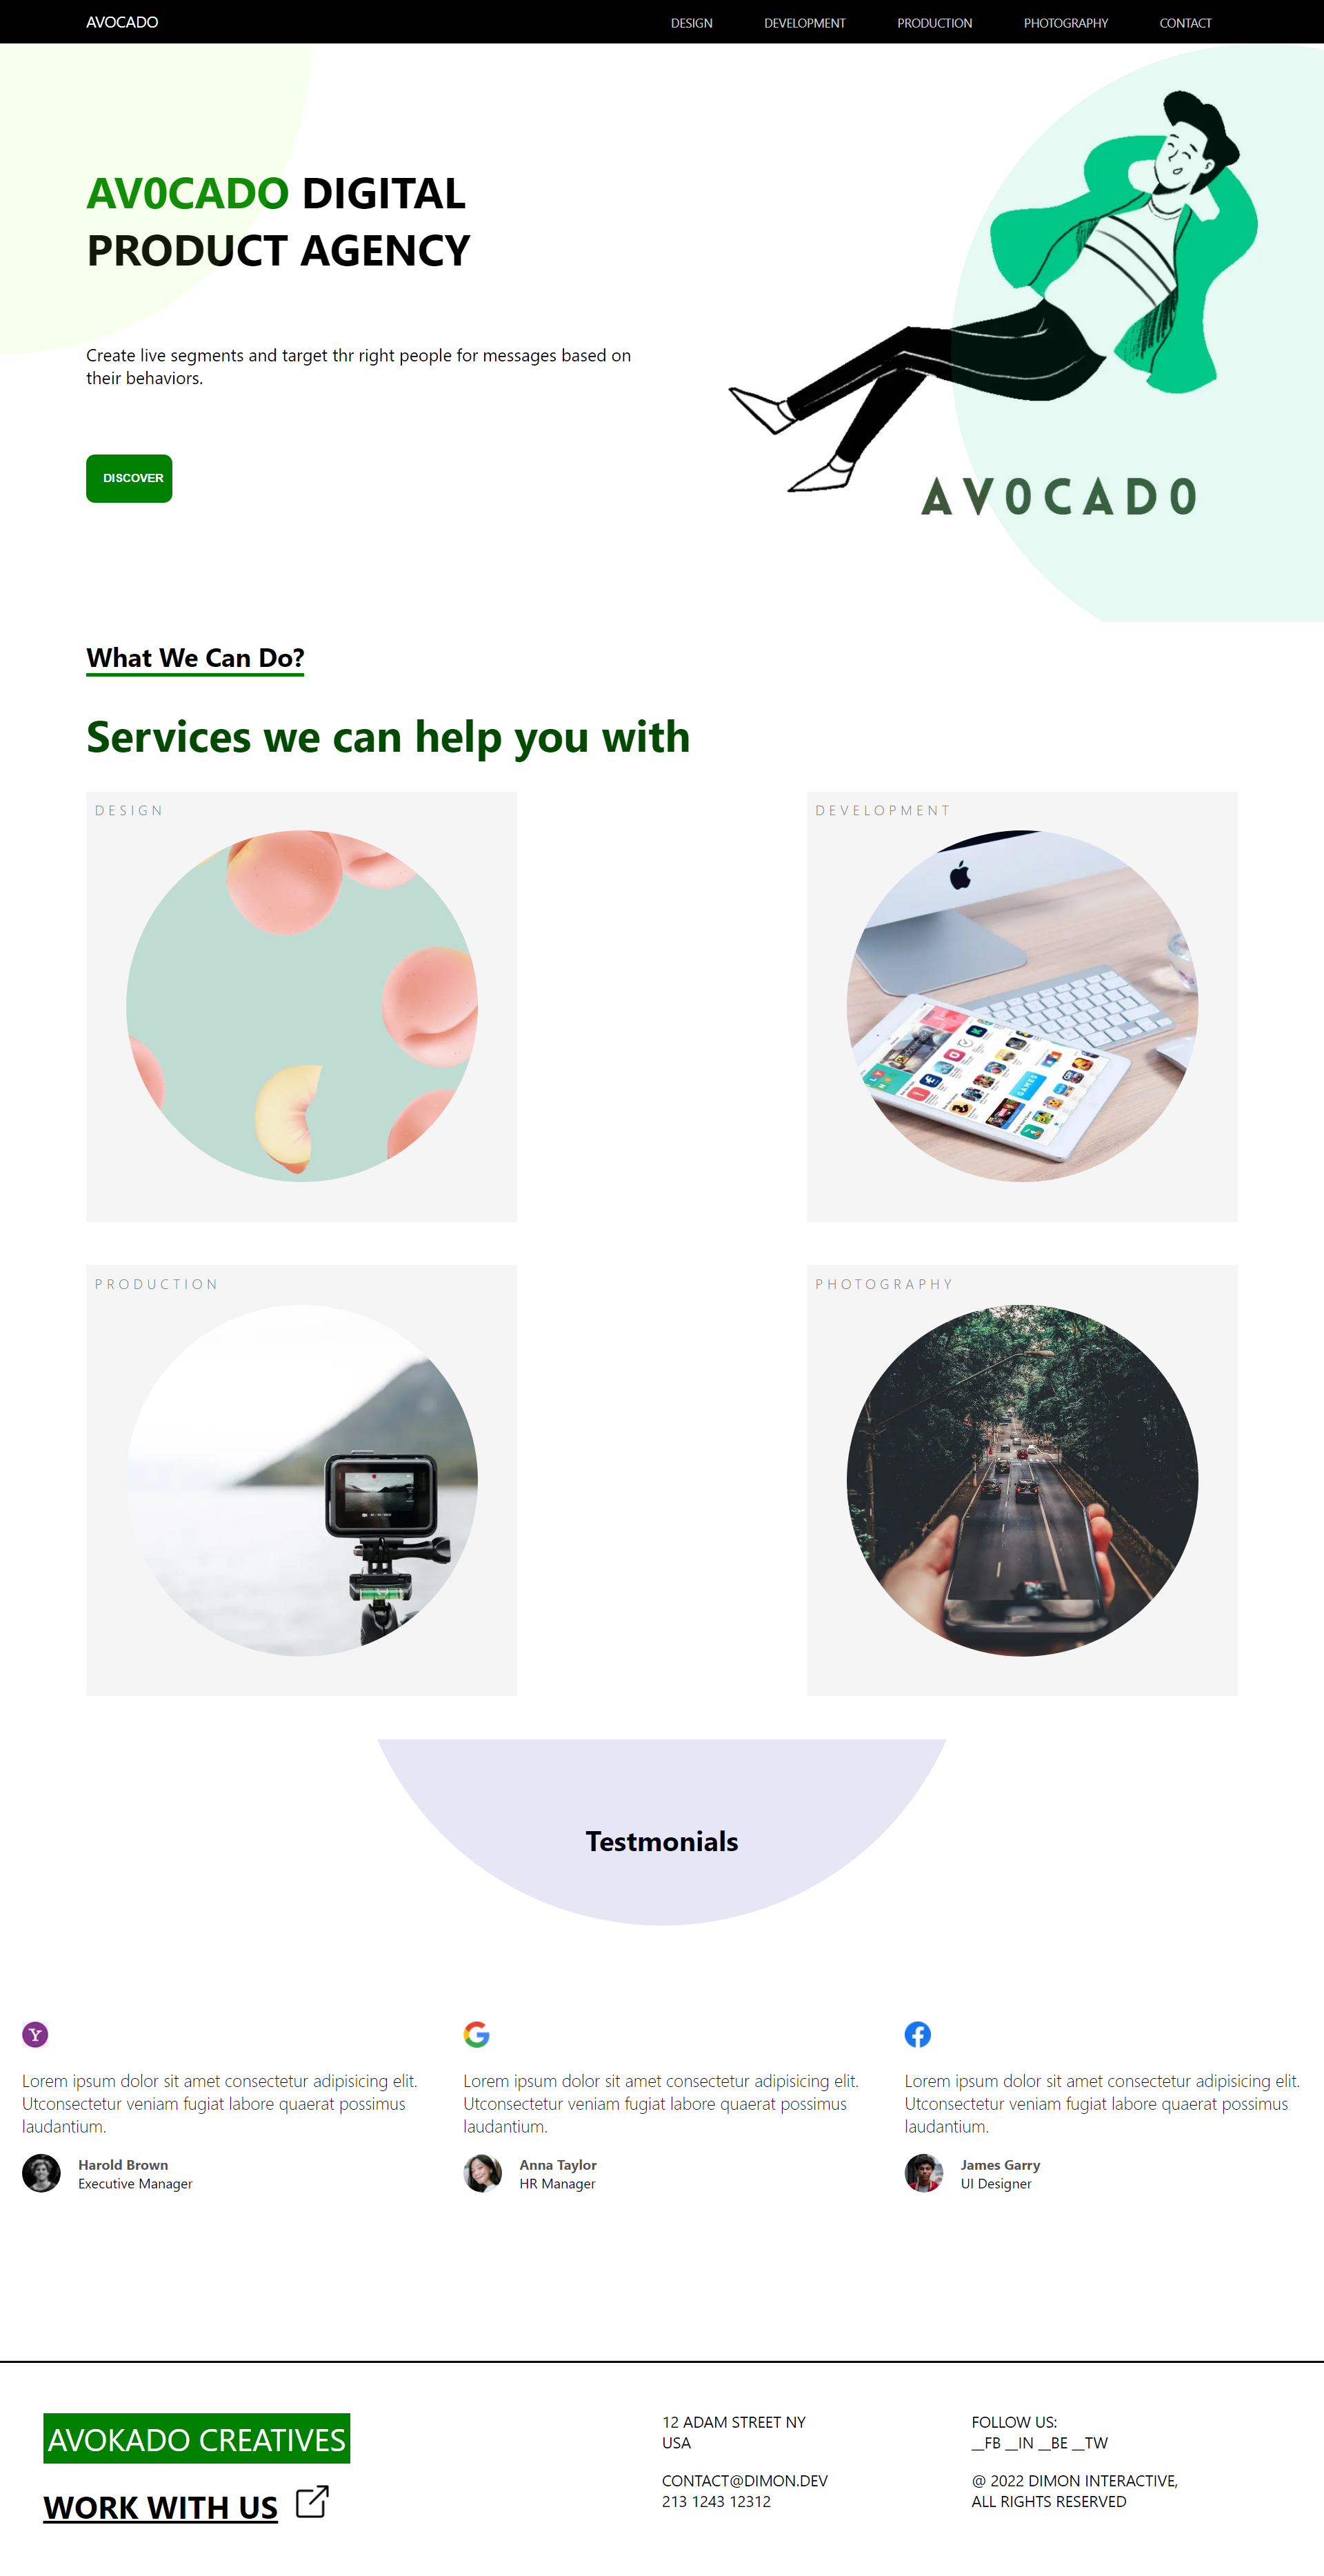 AVOCADO
DESIGN
DEVELOPMENT
PRODUCTION
PHOTOGRAPHY
CONTACT
AV0CADO DIGITAL
PRODUCT AGENCY
Create live segments and target thr right people for messages based on
their behaviors.
DISCOVER
AV0CAD0
What We Can Do?
Services we can help you with
DESIGN
DEVELOPMENT
GAMES
PRODUCTION
PHOTOGRAPHY
Testmonials
Lorem ipsum dolor sit amet consectetur adipisicing elit.
Utconsectetur veniam fugiat labore quaerat possimus
laudantium.
Harold Brown
Executive Manager
Lorem ipsum dolor sit amet consectetur adipisicing elit.
Utconsectetur veniam fugiat labore quaerat possimus
laudantium.
Anna Taylor
HR Manager
Lorem ipsum dolor sit amet consectetur adipisicing elit.
Utconsectetur veniam fugiat labore quaerat possimus
laudantium.
James Garry
UI Designer
AVOKADO CREATIVES
WORK WITH US
12 ADAM STREET NY
USA
CONTACT@DIMON.DEV
213 1243 12312
FOLLOW US:
__FB __IN __BE __TW
@ 2022 DIMON INTERACTIVE,
ALL RIGHTS RESERVED